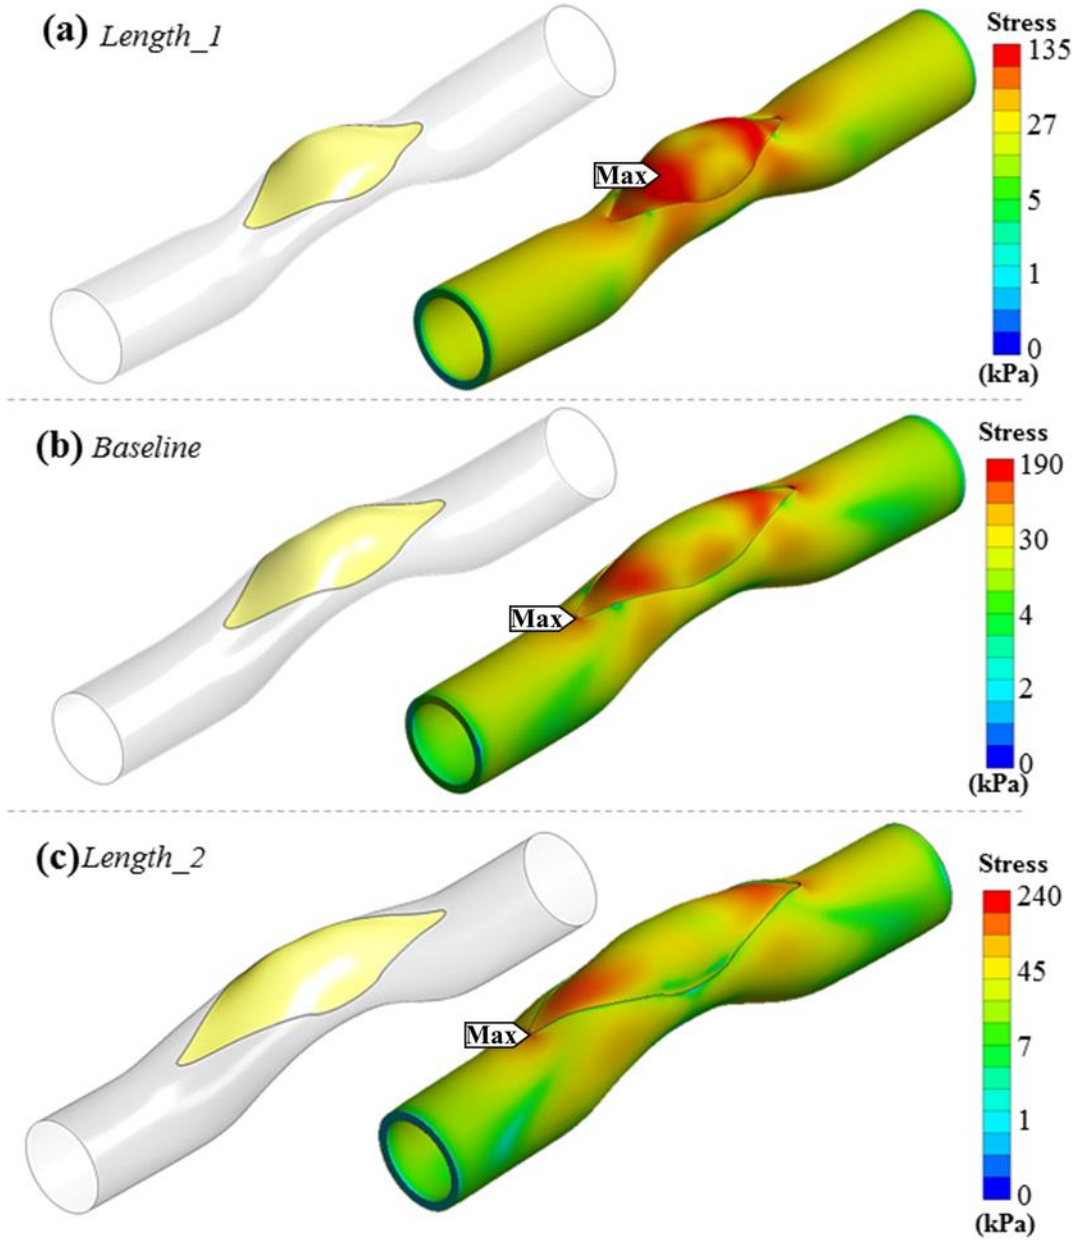 (a) Length_1
Stress
135
27
5
1
0
(kPa)
Max
(b) Baseline
Stress
190
30
4
2
0
(kPa)
Max
(c) Length_2
Stress
240
45
7
1
0
(kPa)
Max